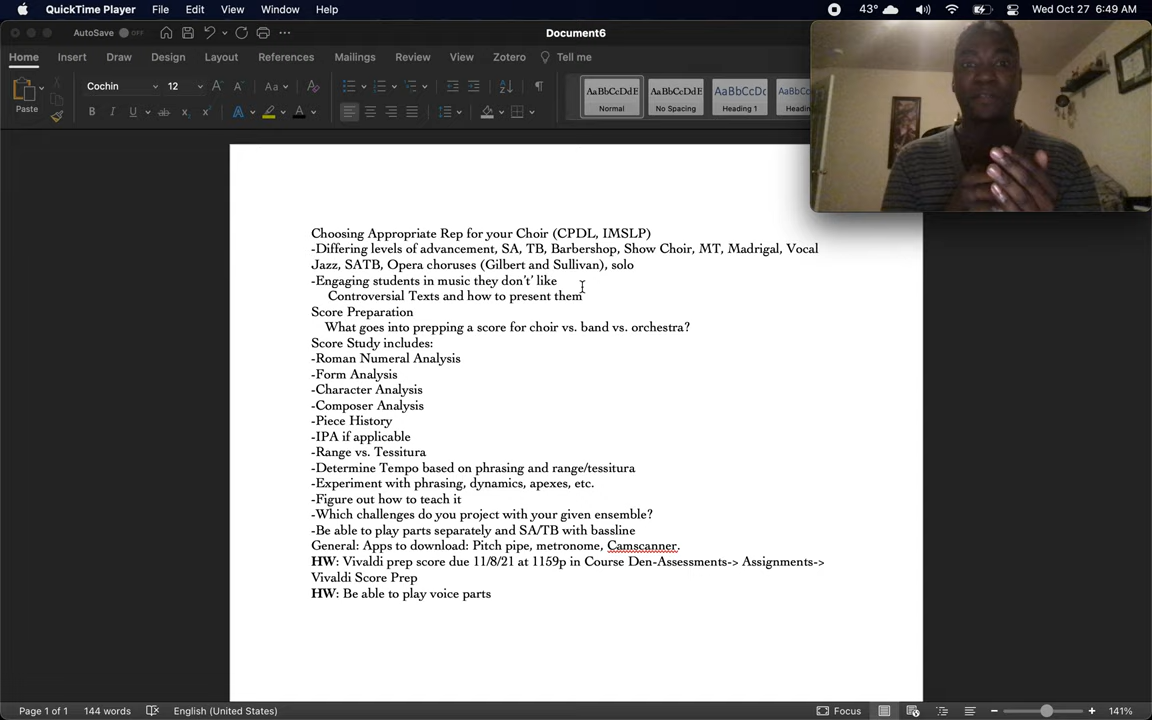 QuickTime Player File Edit View Window Help 43° Wed Oct 27 6:49 AM
AutoSave OFF Document6
Home Insert Draw Design Layout References Mailings Review View Zotero Tell me
Paste Cochin 12 Aa AaBbCcDdE AaBbCcDdE AaBbCcDc AaBbCcDd
B I U ab x A A Normal No Spacing Heading 1 Headin
Choosing Appropriate Rep for your Choir (CPDL, IMSLP)
-Differing levels of advancement, SA, TB, Barbershop, Show Choir, MT, Madrigal, Vocal
Jazz, SATB, Opera choruses (Gilbert and Sullivan), solo
-Engaging students in music they don't' like
Controversial Texts and how to present them
Score Preparation
What goes into prepping a score for choir vs. band vs. orchestra?
Score Study includes:
-Roman Numeral Analysis
-Form Analysis
-Character Analysis
-Composer Analysis
-Piece History
-IPA if applicable
-Range vs. Tessitura
-Determine Tempo based on phrasing and range/tessitura
-Experiment with phrasing, dynamics, apexes, etc.
-Figure out how to teach it
-Which challenges do you project with your given ensemble?
-Be able to play parts separately and SA/TB with bassline
General: Apps to download: Pitch pipe, metronome, Camscanner.
HW: Vivaldi prep score due 11/8/21 at 1159p in Course Den-Assessments-> Assignments->
Vivaldi Score Prep
HW: Be able to play voice parts
Page 1 of 1 144 words English (United States) Focus 141%